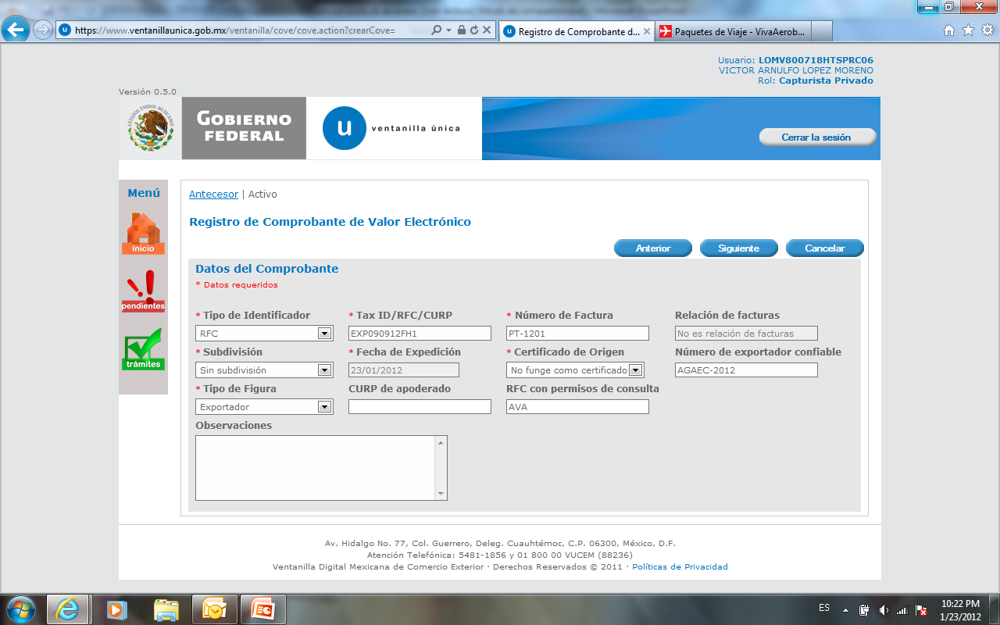 https://www.ventanillaunica.gob.mx/ventanilla/cove/cove.action?crearCove=
Registro de Comprobante d...
Paquetes de Viaje - VivaAerob...
Usuario: LOMV800718HTSPRC06
VICTOR ARNULFO LOPEZ MORENO
Rol: Capturista Privado
Versión 0.5.0
ESTADOS UNIDOS MEXICANOS
GOBIERNO FEDERAL
u ventanilla única
Cerrar la sesión
Menú
inicio
pendientes
trámites
Antecesor | Activo
Registro de Comprobante de Valor Electrónico
Anterior Siguiente Cancelar
Datos del Comprobante
* Datos requeridos
* Tipo de Identificador * Tax ID/RFC/CURP * Número de Factura Relación de facturas
RFC EXP090912FH1 PT-1201 No es relación de facturas
* Subdivisión * Fecha de Expedición * Certificado de Origen Número de exportador confiable
Sin subdivisión 23/01/2012 No funge como certificado AGAEC-2012
* Tipo de Figura CURP de apoderado RFC con permisos de consulta
Exportador AVA
Observaciones
Av. Hidalgo No. 77, Col. Guerrero, Deleg. Cuauhtémoc, C.P. 06300, México, D.F.
Atención Telefónica: 5481-1856 y 01 800 00 VUCEM (88236)
Ventanilla Digital Mexicana de Comercio Exterior · Derechos Reservados © 2011 · Políticas de Privacidad
ES
10:22 PM
1/23/2012